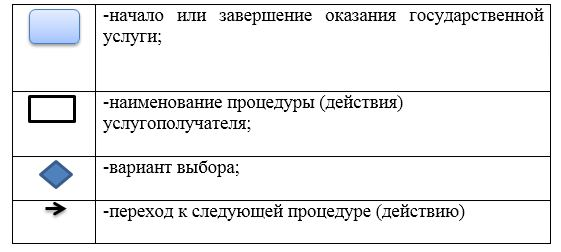 -начало или завершение оказания государственной
услуги;
-наименование процедуры (действия)
услугополучателя;
-вариант выбора;
-переход к следующей процедуре (действию)